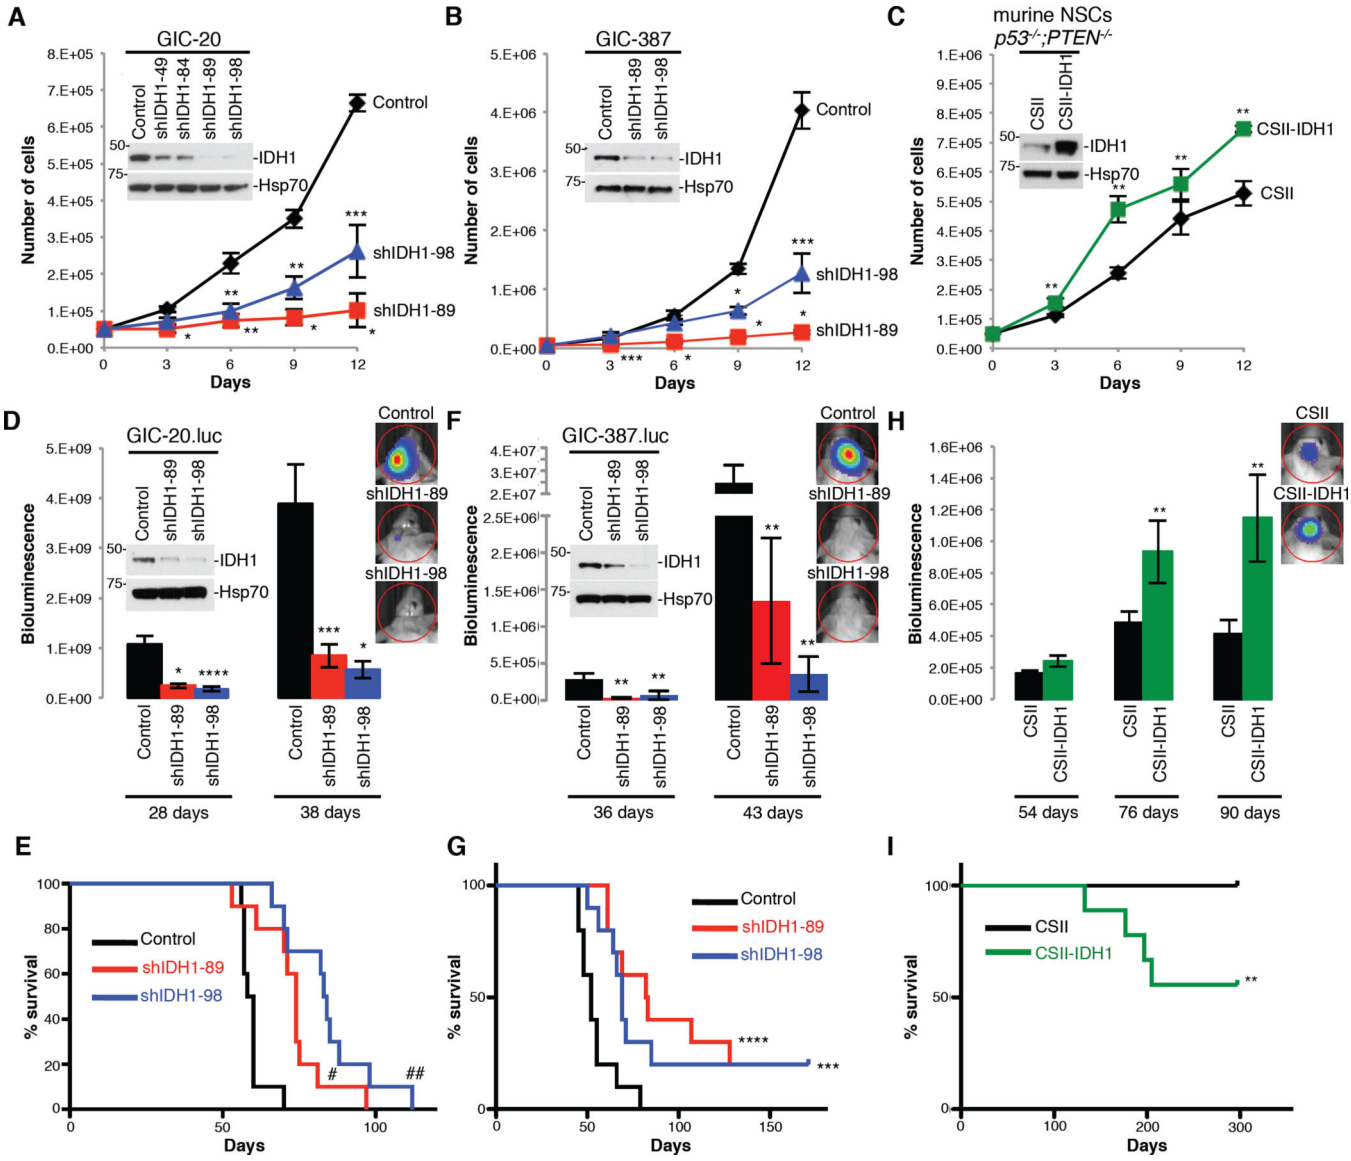 A
GIC-20
Control
shIDH1-49
shIDH1-84
shIDH1-89
shIDH1-98
50
75
-IDH1
-Hsp70
Number of cells
8.E+05
7.E+05
6.E+05
5.E+05
4.E+05
3.E+05
2.E+05
1.E+05
0.E+00
Control
***
shIDH1-98
**
**
shIDH1-89
*
**
*
*
0 3 6 9 12
Days
B
GIC-387
Control
shIDH1-89
shIDH1-98
50
75
-IDH1
-Hsp70
Number of cells
5.E+06
4.E+06
3.E+06
2.E+06
1.E+06
0.E+00
Control
***
shIDH1-98
*
*
*
shIDH1-89
***
*
0 3 6 9 12
Days
C
murine NSCs
p53-/-;PTEN-/-
CSII
CSII-IDH1
50
75
-IDH1
-Hsp70
Number of cells
1.E+06
9.E+05
8.E+05
7.E+05
6.E+05
5.E+05
4.E+05
3.E+05
2.E+05
1.E+05
0.E+00
**
**
**
**
CSII-IDH1
CSII
0 3 6 9 12
Days
D
GIC-20.luc
Control
shIDH1-89
shIDH1-98
50
75
-IDH1
-Hsp70
Bioluminescence
5.E+09
4.E+09
3.E+09
2.E+09
1.E+09
0.E+00
* ****
*** *
Control
shIDH1-89
shIDH1-98
Control
shIDH1-89
shIDH1-98
28 days
38 days
Control
shIDH1-89
shIDH1-98
F
GIC-387.luc
Control
shIDH1-89
shIDH1-98
50
75
-IDH1
-Hsp70
Bioluminescence
4.E+07
3.E+07
2.E+07
2.5E+06
2.E+06
1.5E+06
1.E+06
5.E+05
0.E+00
** **
**
**
Control
shIDH1-89
shIDH1-98
Control
shIDH1-89
shIDH1-98
36 days
43 days
Control
shIDH1-89
shIDH1-98
H
Bioluminescence
1.6E+06
1.4E+06
1.2E+06
1.0E+06
8.0E+05
6.0E+05
4.0E+05
2.0E+05
0.E+00
**
**
CSII
CSII-IDH1
CSII
CSII-IDH1
CSII
CSII-IDH1
54 days
76 days
90 days
CSII
CSII-IDH1
E
% survival
100
80
60
40
20
0
Control
shIDH1-89
shIDH1-98
#
##
0 50 100
Days
G
% survival
100
50
0
Control
shIDH1-89
shIDH1-98
****
***
0 50 100 150
Days
I
% survival
100
50
0
CSII
CSII-IDH1
**
0 100 200 300
Days